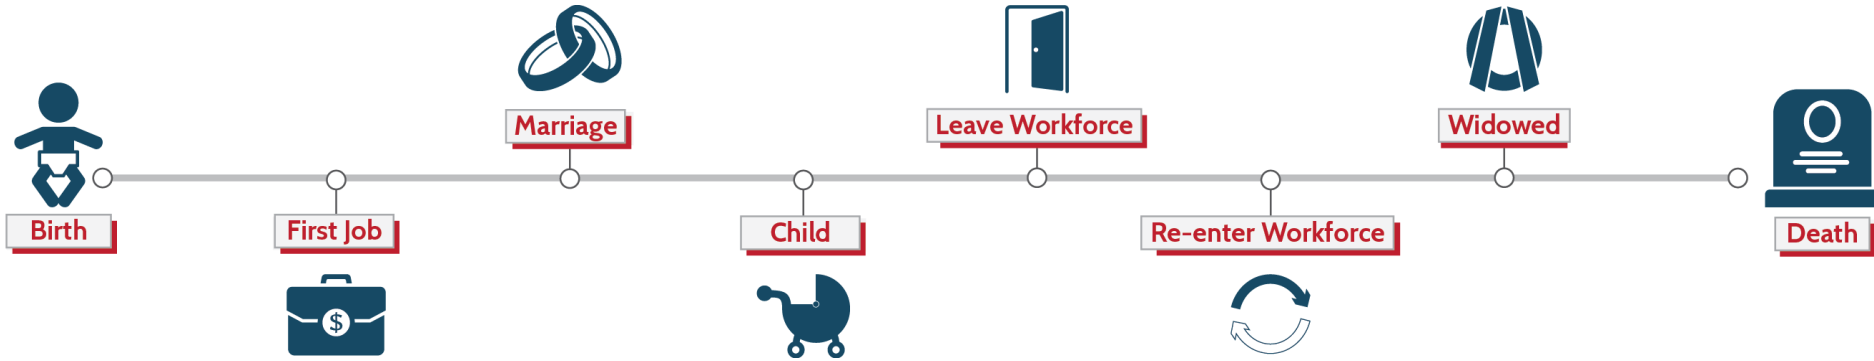 Birth
First Job
$
Marriage
Child
Leave Workforce
Re-enter Workforce
Widowed
Death